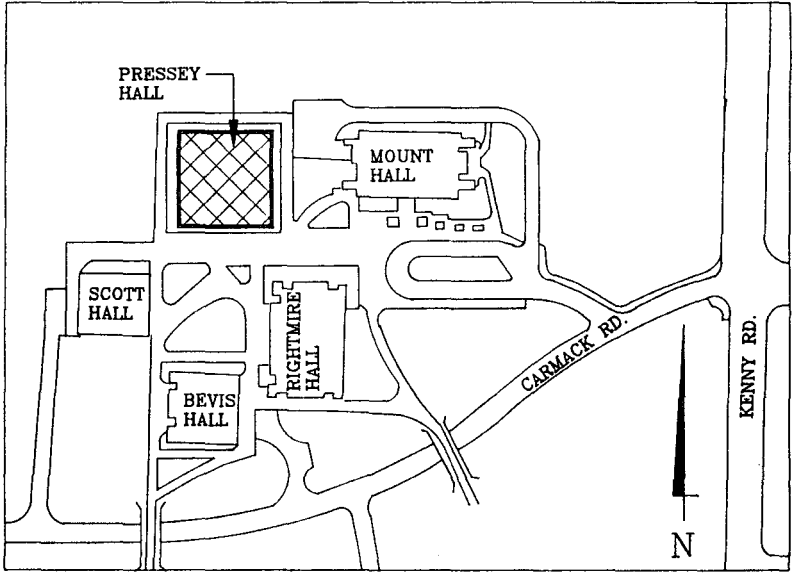 PRESSEY
HALL
MOUNT
HALL
SCOTT
HALL
RIGHTMIRE
HALL
BEVIS
HALL
CARMACK RD.
KENNY RD.
N